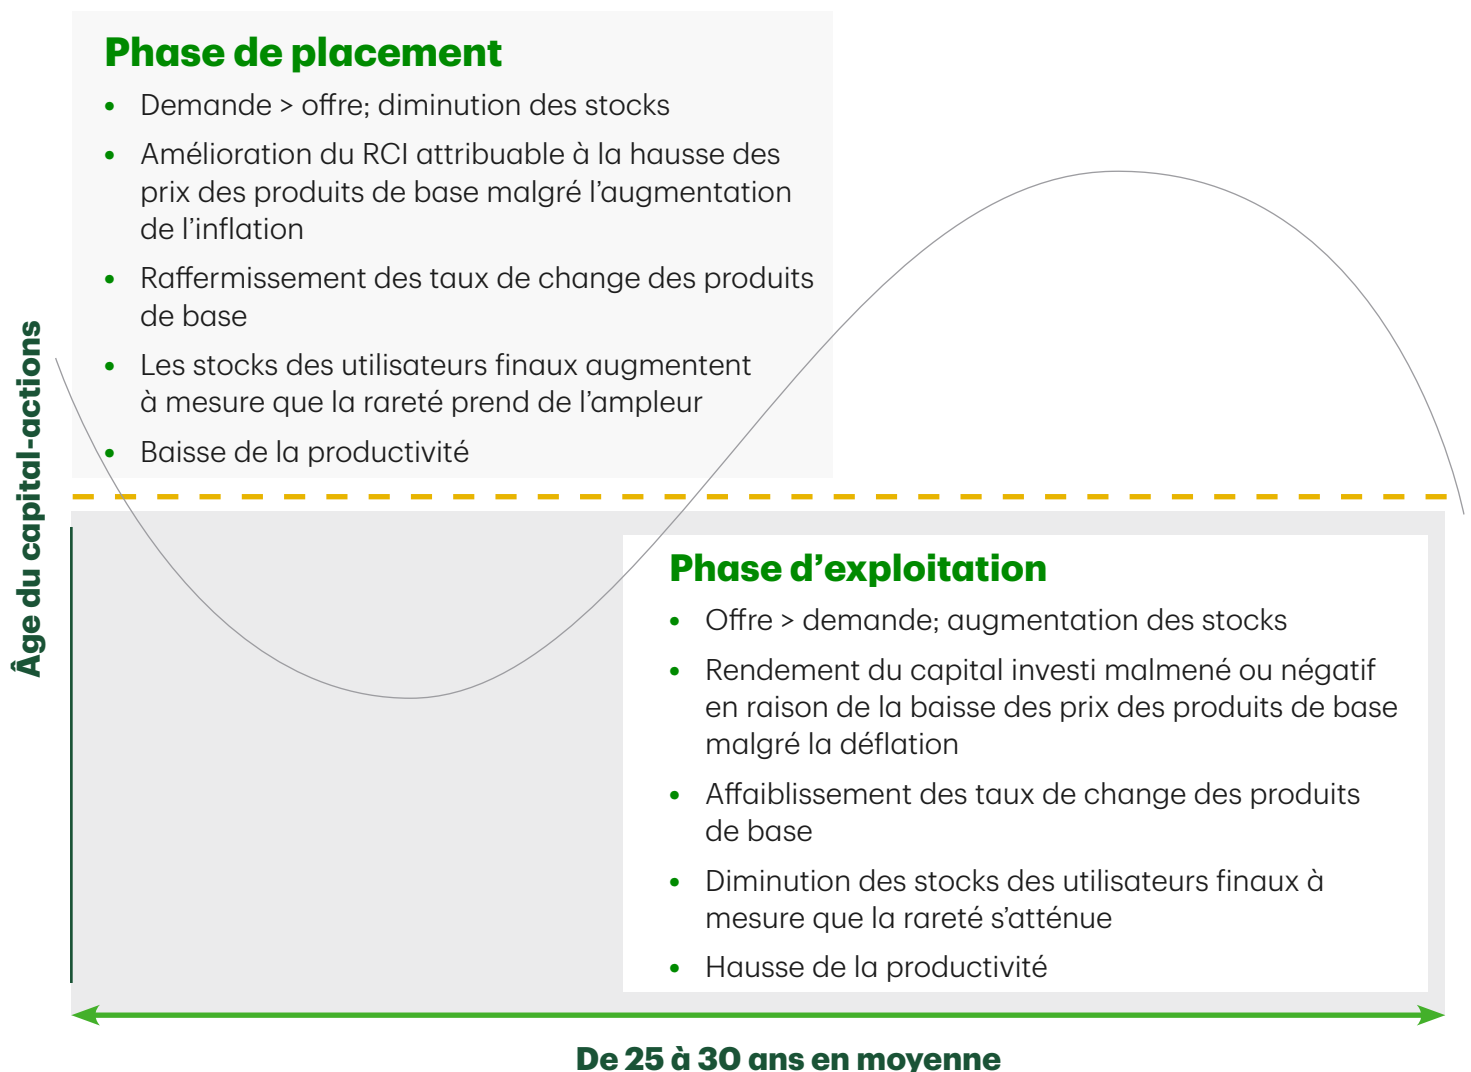 Phase de placement
• Demande > offre; diminution des stocks
• Amélioration du RCI attribuable à la hausse des
prix des produits de base malgré l’augmentation
de l’inflation
• Raffermissement des taux de change des produits
de base
• Les stocks des utilisateurs finaux augmentent
à mesure que la rareté prend de l’ampleur
• Baisse de la productivité
Âge du capital-actions
Phase d’exploitation
• Offre > demande; augmentation des stocks
• Rendement du capital investi malmené ou négatif
en raison de la baisse des prix des produits de base
malgré la déflation
• Affaiblissement des taux de change des produits
de base
• Diminution des stocks des utilisateurs finaux à
mesure que la rareté s’atténue
• Hausse de la productivité
De 25 à 30 ans en moyenne